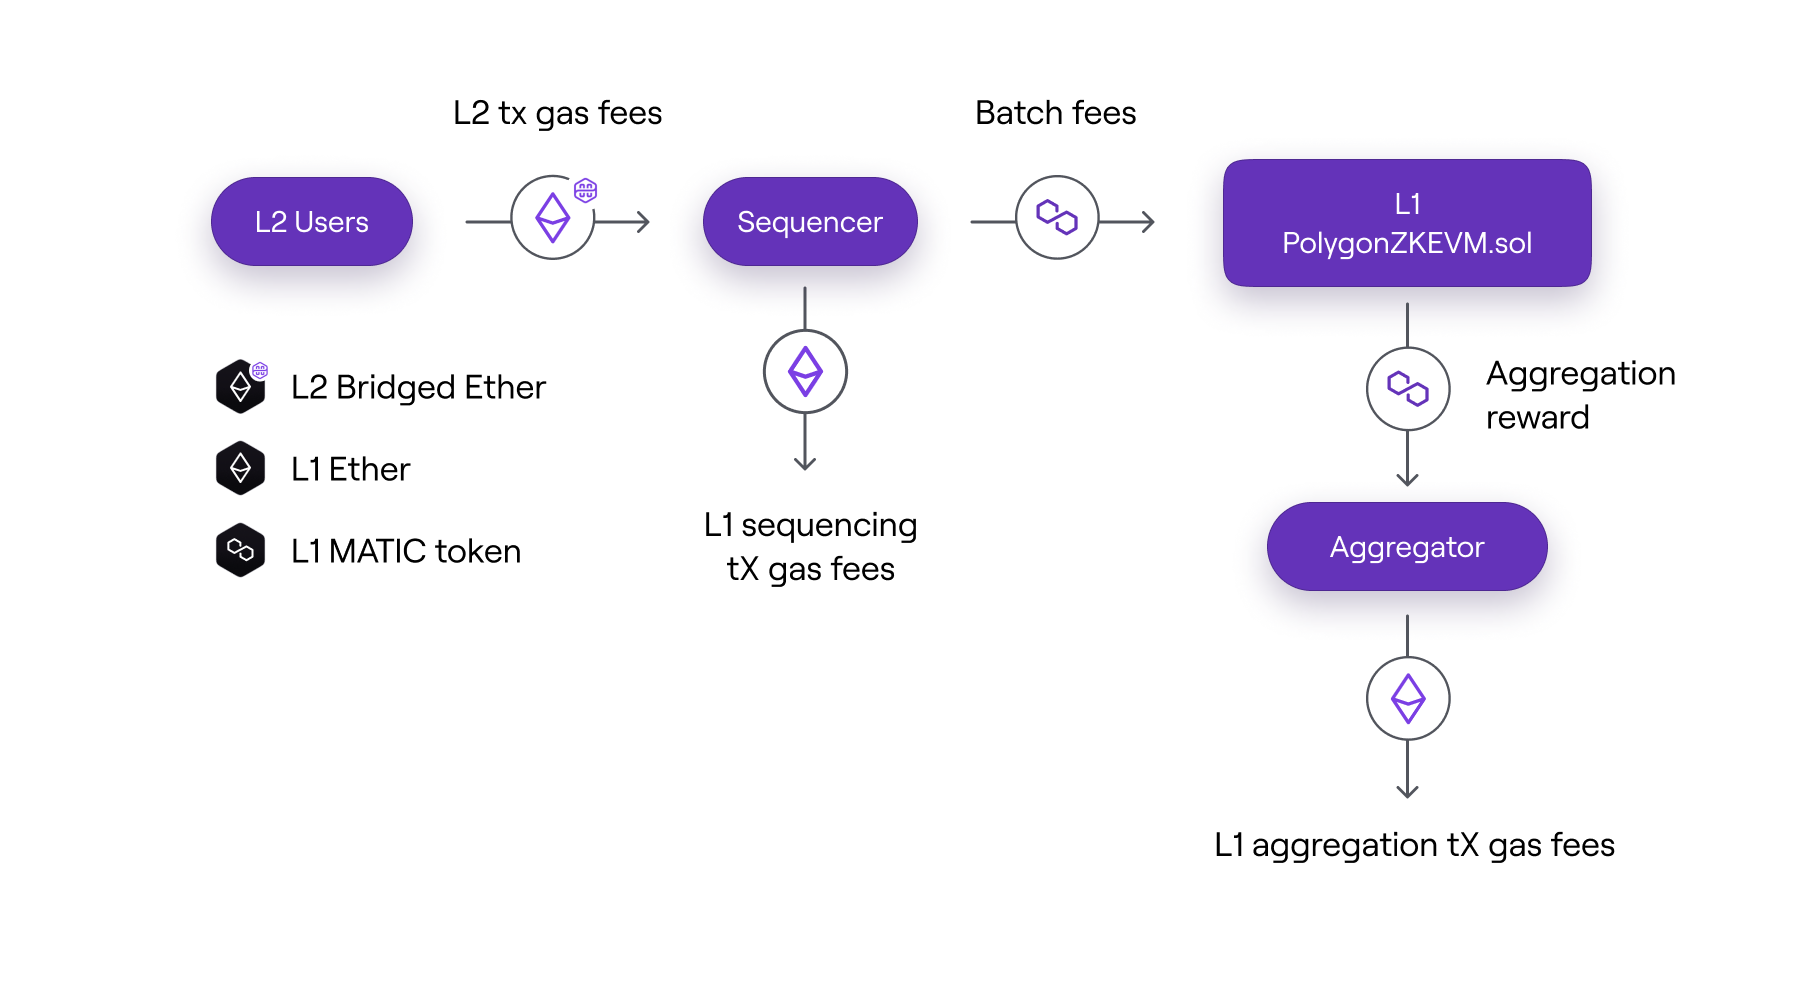 L2 tx gas fees
Batch fees
L2 Users
Sequencer
L1
PolygonZKEVM.sol
L2 Bridged Ether
L1 Ether
L1 MATIC token
L1 sequencing
tX gas fees
Aggregation
reward
Aggregator
L1 aggregation tX gas fees